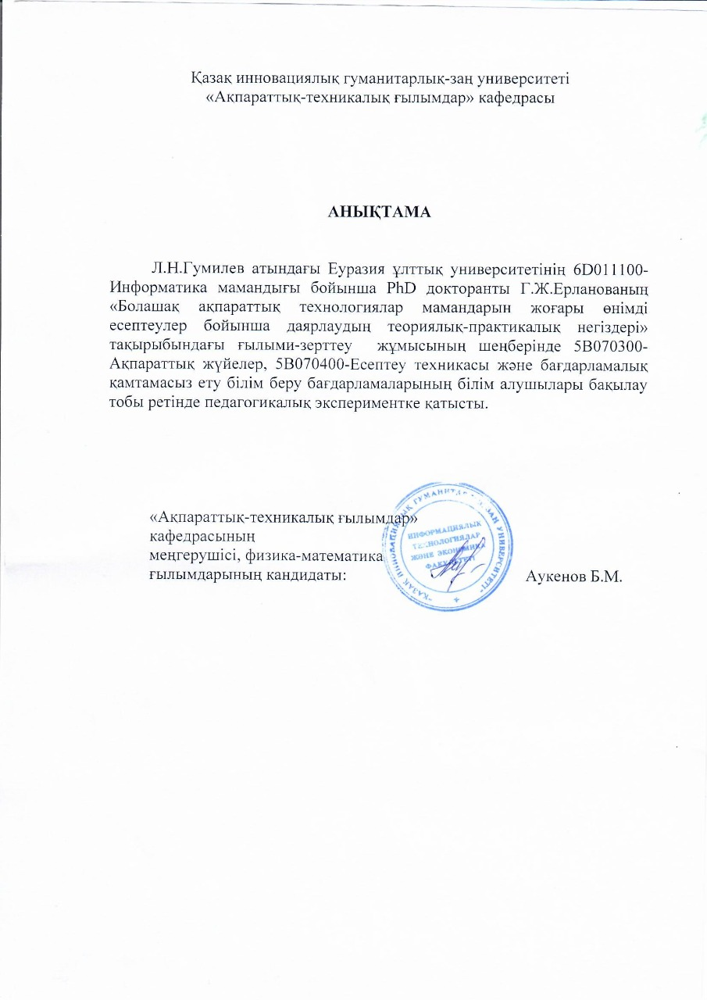 Қазақ инновациялық гуманитарлық-заң университеті
«Ақпараттық-техникалық ғылымдар» кафедрасы
АНЫҚТАМА
Л.Н.Гумилев атындағы Еуразия ұлттық университетінің 6D011100-
Информатика мамандығы бойынша PhD докторанты Г.Ж.Ерланованың
«Болашақ ақпараттық технологиялар мамандарын жоғары өнімді
есептеулер бойынша даярлаудың теориялық-практикалық негіздері»
тақырыбындағы ғылыми-зерттеу жұмысының шеңберінде 5В070300-
Ақпараттық жүйелер, 5В070400-Есептеу техникасы және бағдарламалық
қамтамасыз ету білім беру бағдарламаларының білім алушылары бақылау
тобы ретінде педагогикалық экспериментке қатысты.
«Ақпараттық-техникалық ғылымдар»
кафедрасының
меңгерушісі, физика-математика
ғылымдарының кандидаты: Аукенов Б.М.
"ҚАЗАҚ ИННОВАЦИЯЛЫҚ ГУМАНИТАР ЗАҢ УНИВЕРСИТЕТІ"
ИНФОРМАЦИЯЛЫК
ТЕХНОЛОГИЯЛАР
ЖӘНЕ ЭКОНОМИКА
ФАКУЛЬТЕТІ